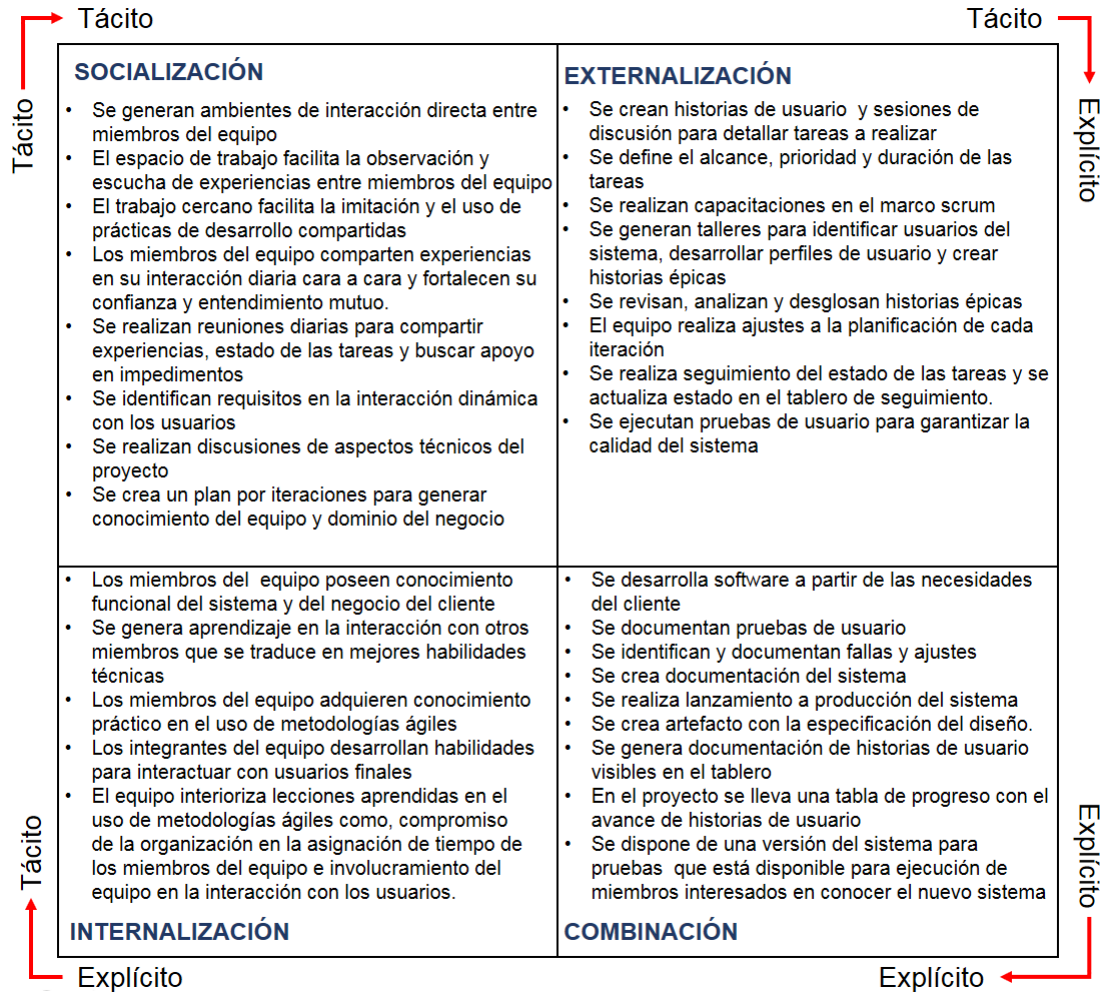 Tácito
Tácito
Tácito
Explícito
SOCIALIZACIÓN
• Se generan ambientes de interacción directa entre
miembros del equipo
• El espacio de trabajo facilita la observación y
escucha de experiencias entre miembros del equipo
• El trabajo cercano facilita la imitación y el uso de
prácticas de desarrollo compartidas
• Los miembros del equipo comparten experiencias
en su interacción diaria cara a cara y fortalecen su
confianza y entendimiento mutuo.
• Se realizan reuniones diarias para compartir
experiencias, estado de las tareas y buscar apoyo
en impedimentos
• Se identifican requisitos en la interacción dinámica
con los usuarios
• Se realizan discusiones de aspectos técnicos del
proyecto
• Se crea un plan por iteraciones para generar
conocimiento del equipo y dominio del negocio
EXTERNALIZACIÓN
• Se crean historias de usuario y sesiones de
discusión para detallar tareas a realizar
• Se define el alcance, prioridad y duración de las
tareas
• Se realizan capacitaciones en el marco scrum
• Se generan talleres para identificar usuarios del
sistema, desarrollar perfiles de usuario y crear
historias épicas
• Se revisan, analizan y desglosan historias épicas
• El equipo realiza ajustes a la planificación de cada
iteración
• Se realiza seguimiento del estado de las tareas y se
actualiza estado en el tablero de seguimiento.
• Se ejecutan pruebas de usuario para garantizar la
calidad del sistema
• Los miembros del equipo poseen conocimiento
funcional del sistema y del negocio del cliente
• Se genera aprendizaje en la interacción con otros
miembros que se traduce en mejores habilidades
técnicas
• Los miembros del equipo adquieren conocimiento
práctico en el uso de metodologías ágiles
• Los integrantes del equipo desarrollan habilidades
para interactuar con usuarios finales
• El equipo interioriza lecciones aprendidas en el
uso de metodologías ágiles como, compromiso
de la organización en la asignación de tiempo de
los miembros del equipo e involucramiento del
equipo en la interacción con los usuarios.
INTERNALIZACIÓN
• Se desarrolla software a partir de las necesidades
del cliente
• Se documentan pruebas de usuario
• Se identifican y documentan fallas y ajustes
• Se crea documentación del sistema
• Se realiza lanzamiento a producción del sistema
• Se crea artefacto con la especificación del diseño.
• Se genera documentación de historias de usuario
visibles en el tablero
• En el proyecto se lleva una tabla de progreso con el
avance de historias de usuario
• Se dispone de una versión del sistema para
pruebas que está disponible para ejecución de
miembros interesados en conocer el nuevo sistema
COMBINACIÓN
Tácito
Explícito
Explícito
Explícito